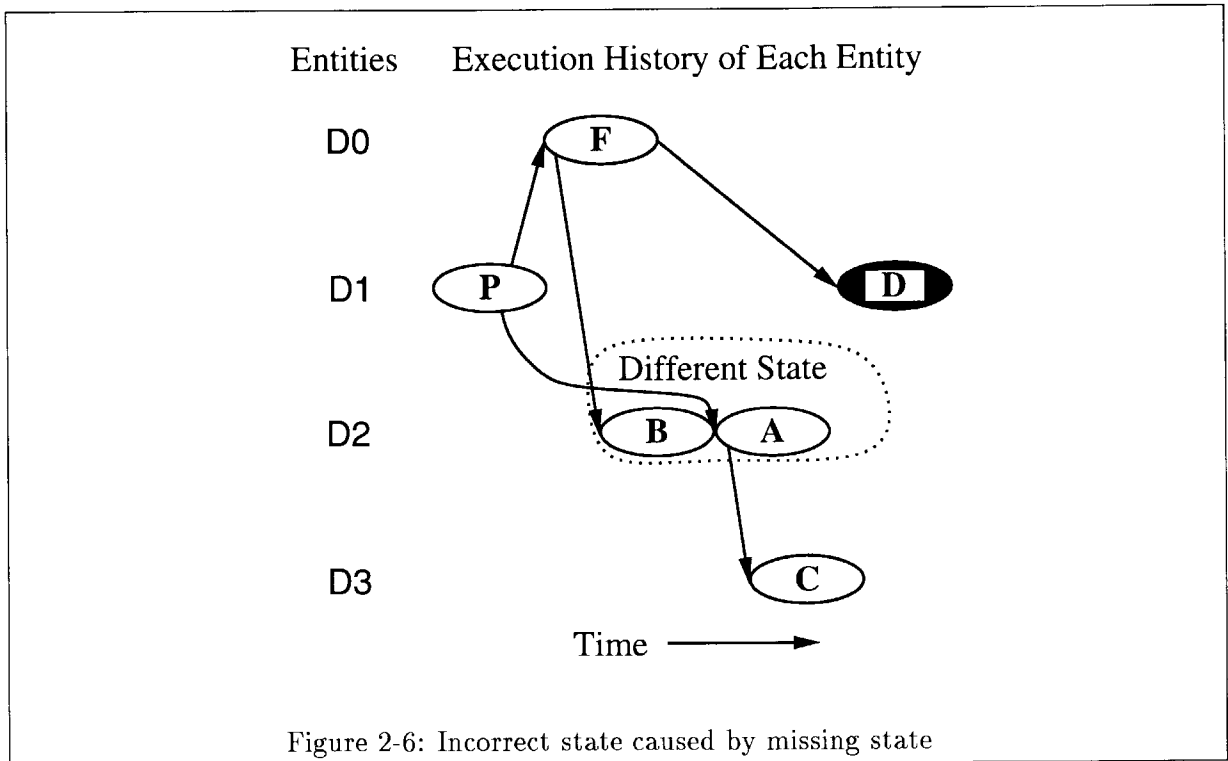 Entities Execution History of Each Entity
D0 F
D1 P D
Different State
D2 B A
D3 C
Time
Figure 2-6: Incorrect state caused by missing state